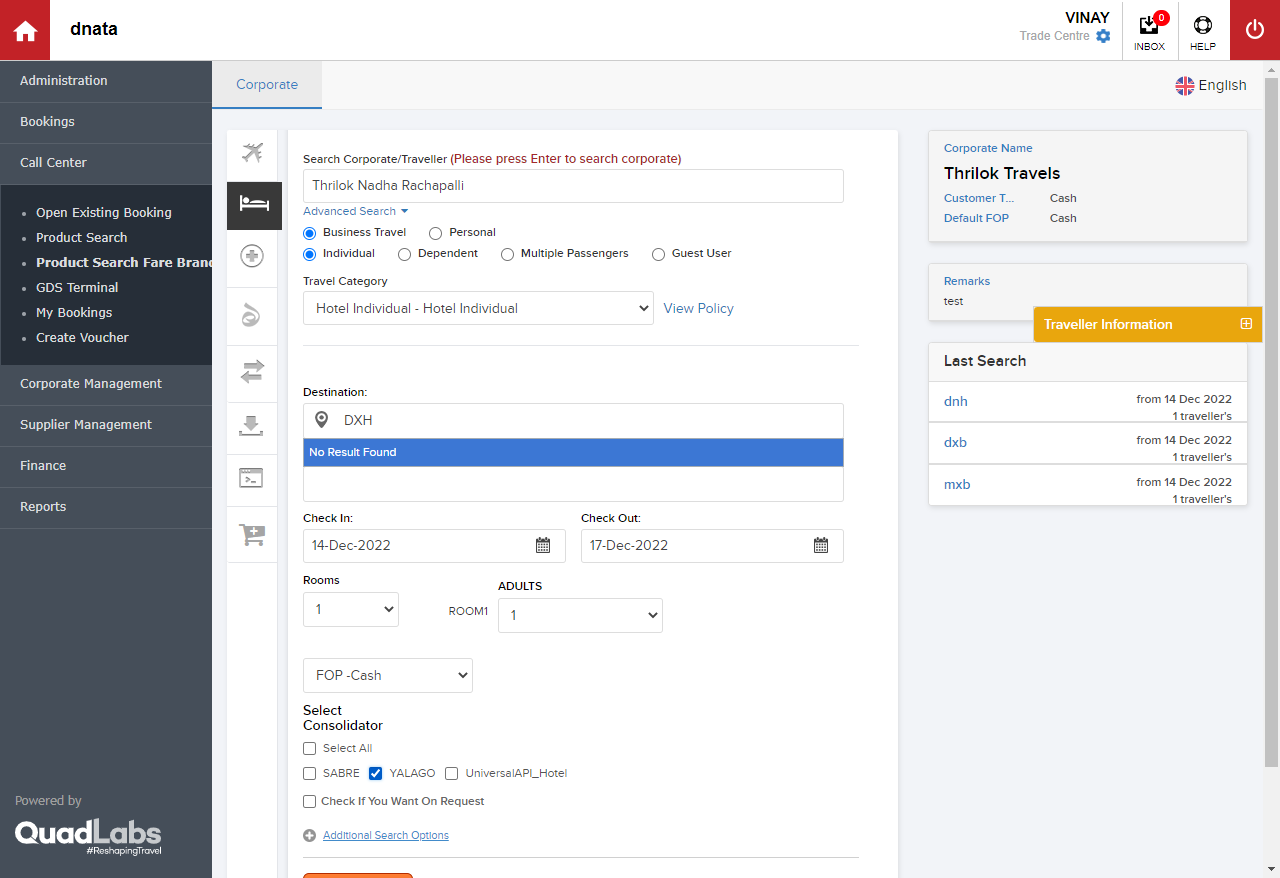 dnata
VINAY
Trade Centre
0
INBOX
HELP
Administration
Bookings
Call Center
Open Existing Booking
Product Search
Product Search Fare Bran
GDS Terminal
My Bookings
Create Voucher
Corporate Management
Supplier Management
Finance
Reports
Powered by
QuadLabs
#ReshapingTravel
Corporate
English
Search Corporate/Traveller (Please press Enter to search corporate)
Thrilok Nadha Rachapalli
Advanced Search
Business Travel Personal
Individual Dependent Multiple Passengers Guest User
Travel Category
Hotel Individual - Hotel Individual View Policy
Destination:
DXH
No Result Found
Check In: Check Out:
14-Dec-2022 17-Dec-2022
Rooms ADULTS
1 ROOM1 1
FOP -Cash
Select
Consolidator
Select All
SABRE YALAGO UniversalAPI_Hotel
Check If You Want On Request
Additional Search Options
Corporate Name
Thrilok Travels
Customer T... Cash
Default FOP Cash
Remarks
test
Traveller Information
Last Search
dnh from 14 Dec 2022
1 traveller's
dxb from 14 Dec 2022
1 traveller's
mxb from 14 Dec 2022
1 traveller's